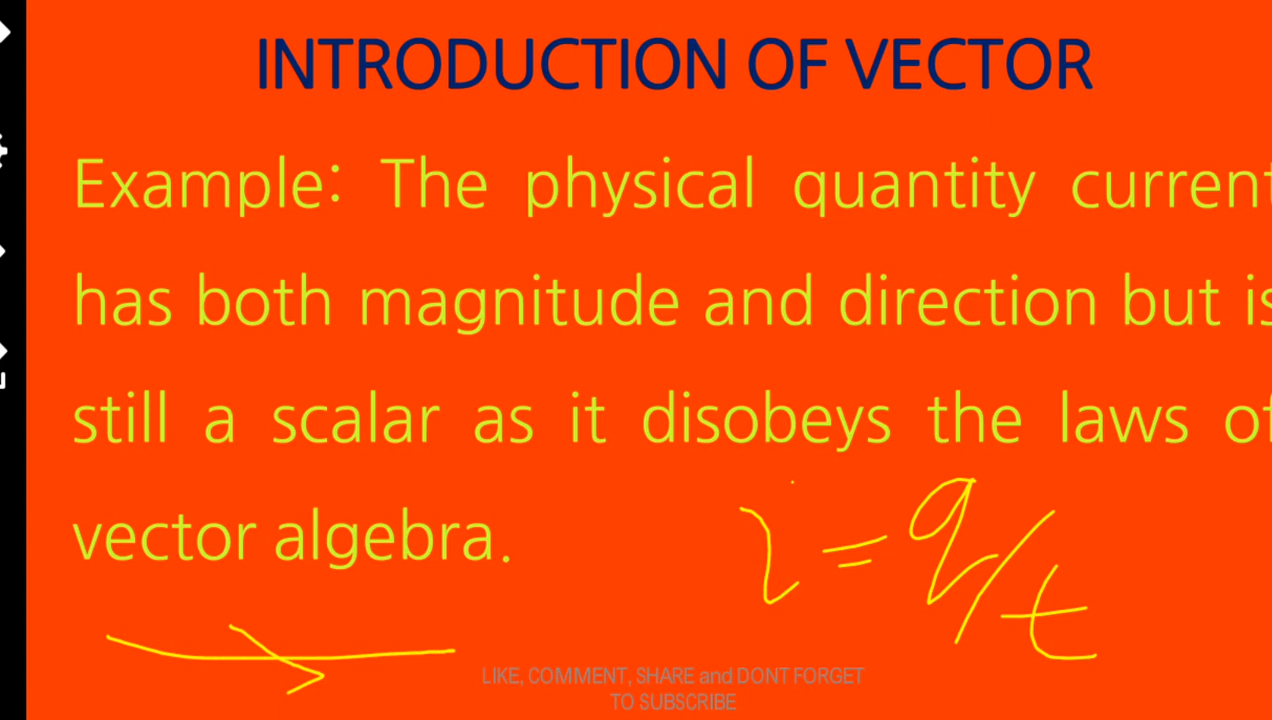 INTRODUCTION OF VECTOR
Example: The physical quantity current
has both magnitude and direction but is
still a scalar as it disobeys the laws of
vector algebra.
i = q/t
LIKE, COMMENT, SHARE and DONT FORGET
TO SUBSCRIBE